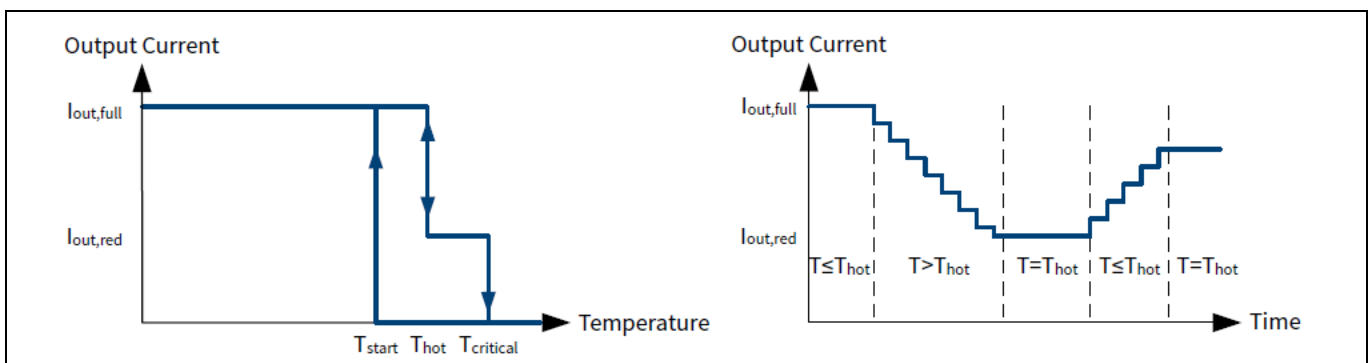 Output Current
Iout,full
Iout,red
Tstart Thot Tcritical
Temperature
Output Current
Iout,full
Iout,red
T≤Thot T>Thot T=Thot T≤Thot T=Thot
Time